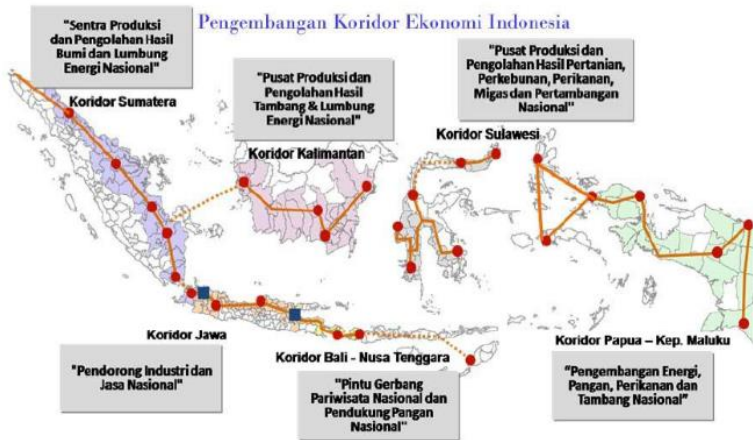 Pengembangan Koridor Ekonomi Indonesia
"Sentra Produksi
dan Pengolahan Hasil
Bumi dan Lumbung
Energi Nasional"
Koridor Sumatera
"Pusat Produksi dan
Pengolahan Hasil
Tambang & Lumbung
Energi Nasional"
Koridor Kalimantan
"Pusat Produksi dan
Pengolahan Hasil Pertanian,
Perkebunan, Perikanan,
Migas dan Pertambangan
Nasional"
Koridor Sulawesi
Koridor Jawa
"Pendorong Industri dan
Jasa Nasional"
Koridor Bali - Nusa Tenggara
"Pintu Gerbang
Pariwisata Nasional dan
Pendukung Pangan
Nasional"
Koridor Papua – Kep. Maluku
"Pengembangan Energi,
Pangan, Perikanan dan
Tambang Nasional"